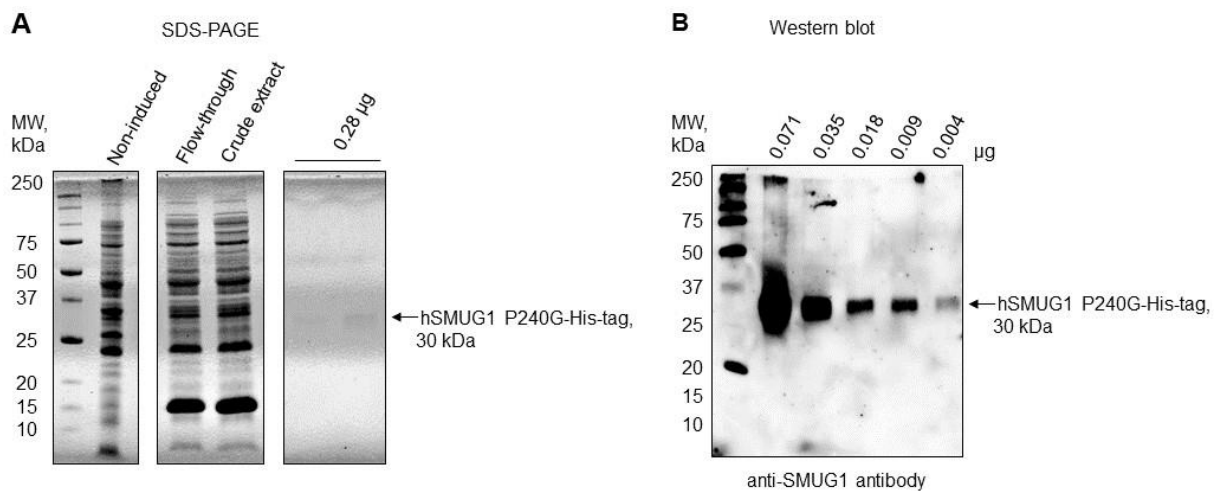 A
SDS-PAGE
MW,
kDa
Non-induced
Flow-through
Crude extract
0.28 µg
250
75
50
37
25
20
15
10
hSMUG1 P240G-His-tag,
30 kDa
B
Western blot
MW,
kDa
0.071
0.035
0.018
0.009
0.004
µg
250
75
50
37
25
20
15
10
hSMUG1 P240G-His-tag,
30 kDa
anti-SMUG1 antibody